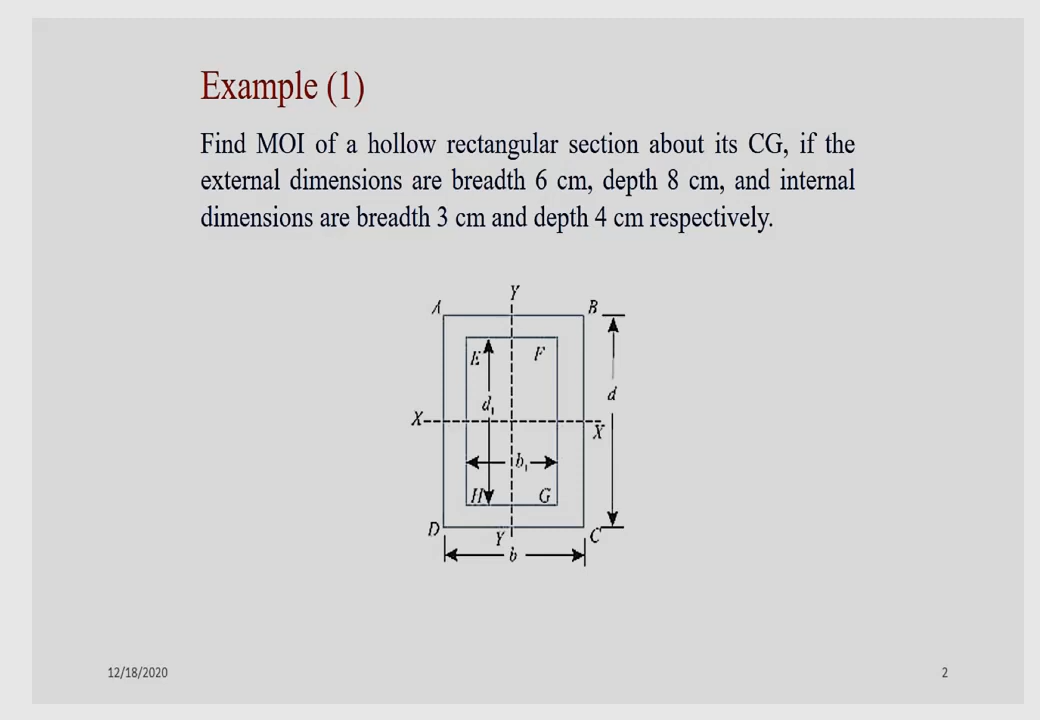 Example (1)
Find MOI of a hollow rectangular section about its CG, if the
external dimensions are breadth 6 cm, depth 8 cm, and internal
dimensions are breadth 3 cm and depth 4 cm respectively.
Y
A B
E F
d
d₁
X X
b₁
H G
D Y C
b
12/18/2020 2